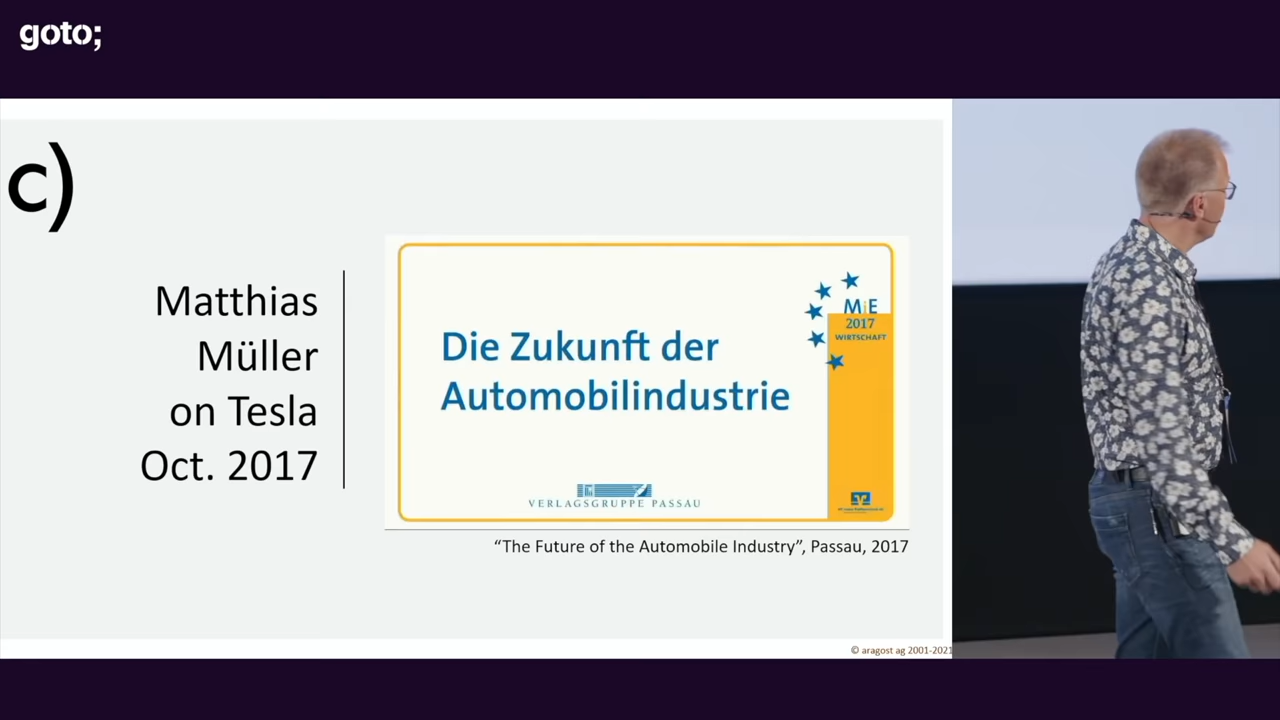 goto;
c)
Matthias
Müller
on Tesla
Oct. 2017
Die Zukunft der
Automobilindustrie
MiE
2017
WIRTSCHAFT
VERLAGSGRUPPE PASSAU
“The Future of the Automobile Industry”, Passau, 2017
© aragost ag 2001-2021